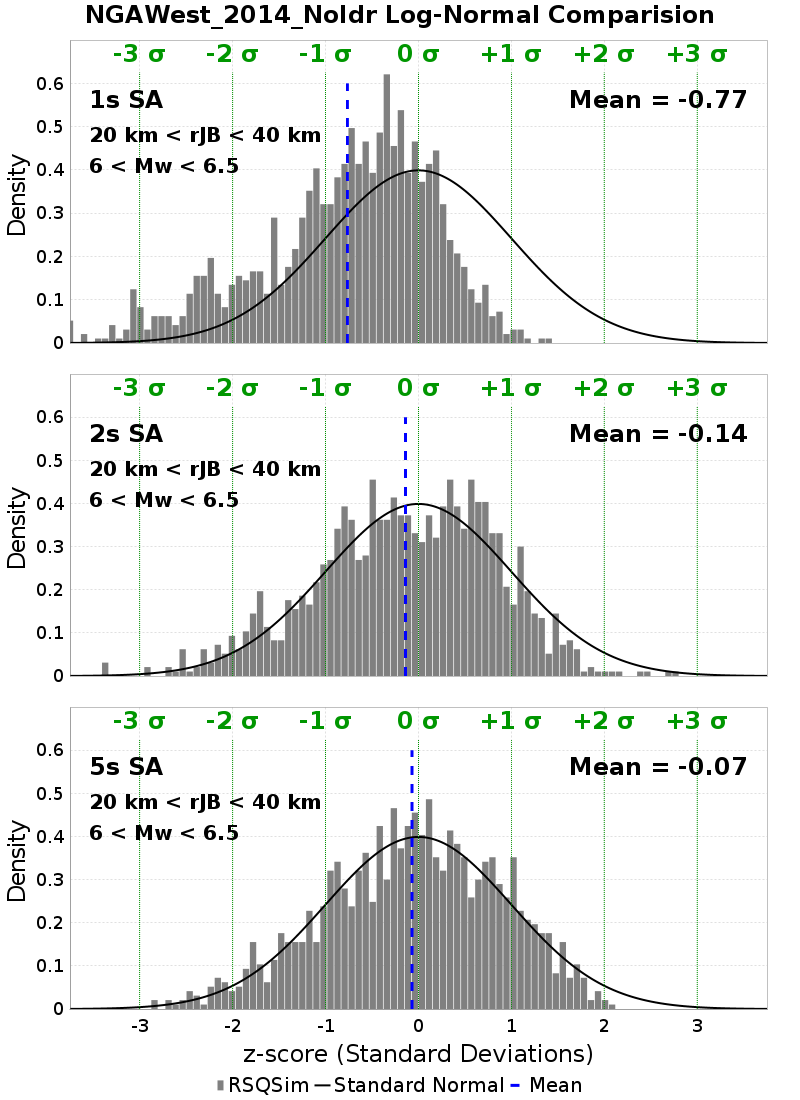 NGAWest_2014_NoIdr Log-Normal Comparision
-3 σ -2 σ -1 σ 0 σ +1 σ +2 σ +3 σ
1s SA Mean = -0.77
20 km < rJB < 40 km
6 < Mw < 6.5
Density
0.6
0.5
0.4
0.3
0.2
0.1
0
-3 σ -2 σ -1 σ 0 σ +1 σ +2 σ +3 σ
2s SA Mean = -0.14
20 km < rJB < 40 km
6 < Mw < 6.5
Density
0.6
0.5
0.4
0.3
0.2
0.1
0
-3 σ -2 σ -1 σ 0 σ +1 σ +2 σ +3 σ
5s SA Mean = -0.07
20 km < rJB < 40 km
6 < Mw < 6.5
Density
0.6
0.5
0.4
0.3
0.2
0.1
0
-3 -2 -1 0 1 2 3
z-score (Standard Deviations)
RSQSim Standard Normal Mean